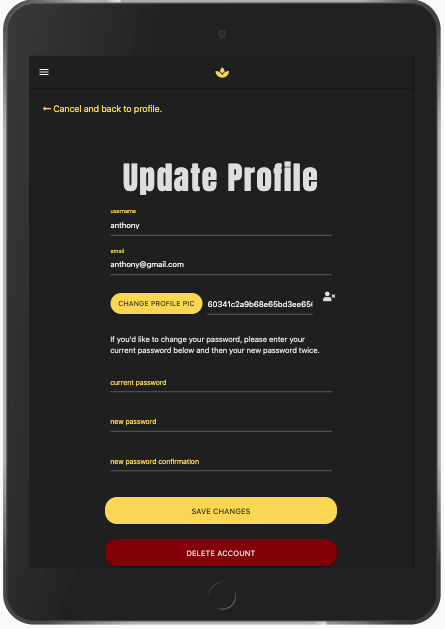 ← Cancel and back to profile.
Update Profile
username
anthony
email
anthony@gmail.com
CHANGE PROFILE PIC 60341c2a9b68e65bd3ee65
If you'd like to change your password, please enter your
current password below and then your new password twice.
current password
new password
new password confirmation
SAVE CHANGES
DELETE ACCOUNT